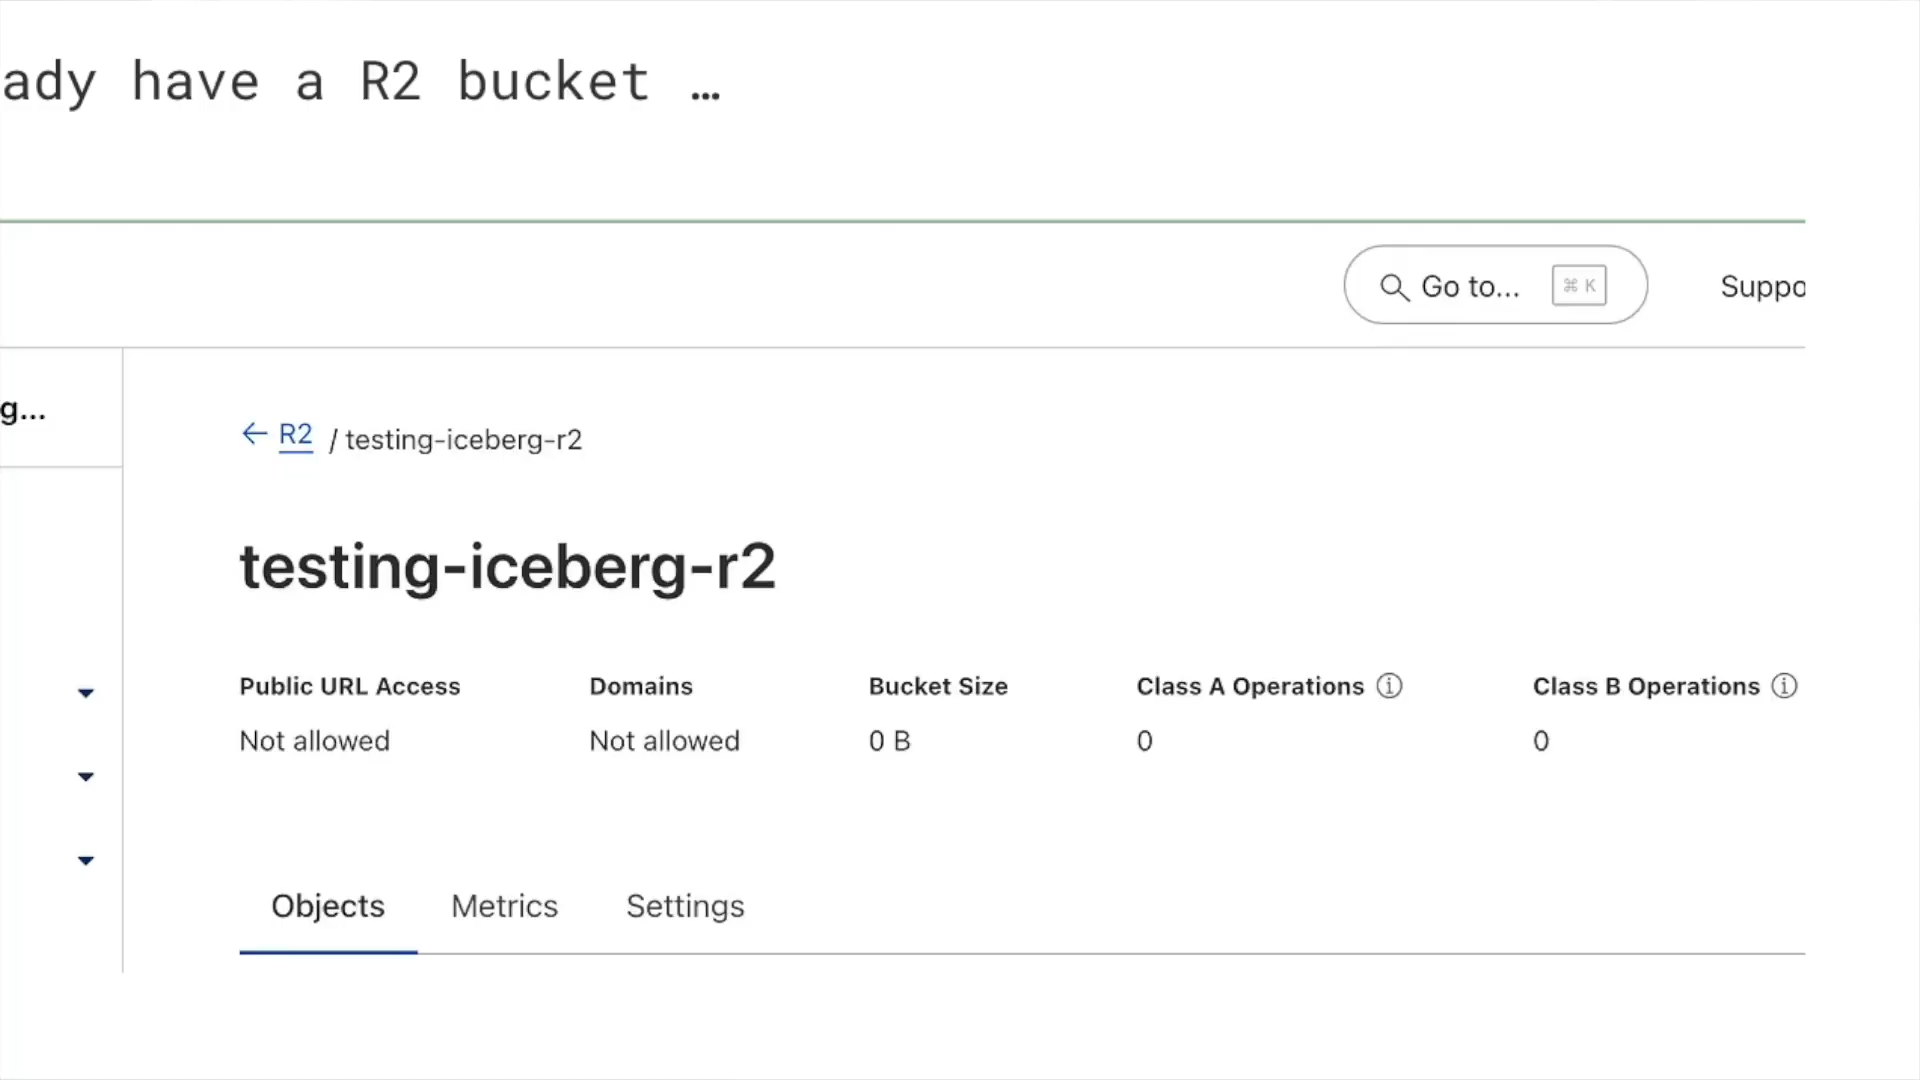 ady have a R2 bucket …
Go to... ⌘ K
Suppo
g...
← R2 / testing-iceberg-r2
testing-iceberg-r2
Public URL Access Domains Bucket Size Class A Operations Class B Operations
Not allowed Not allowed 0 B 0 0
Objects Metrics Settings